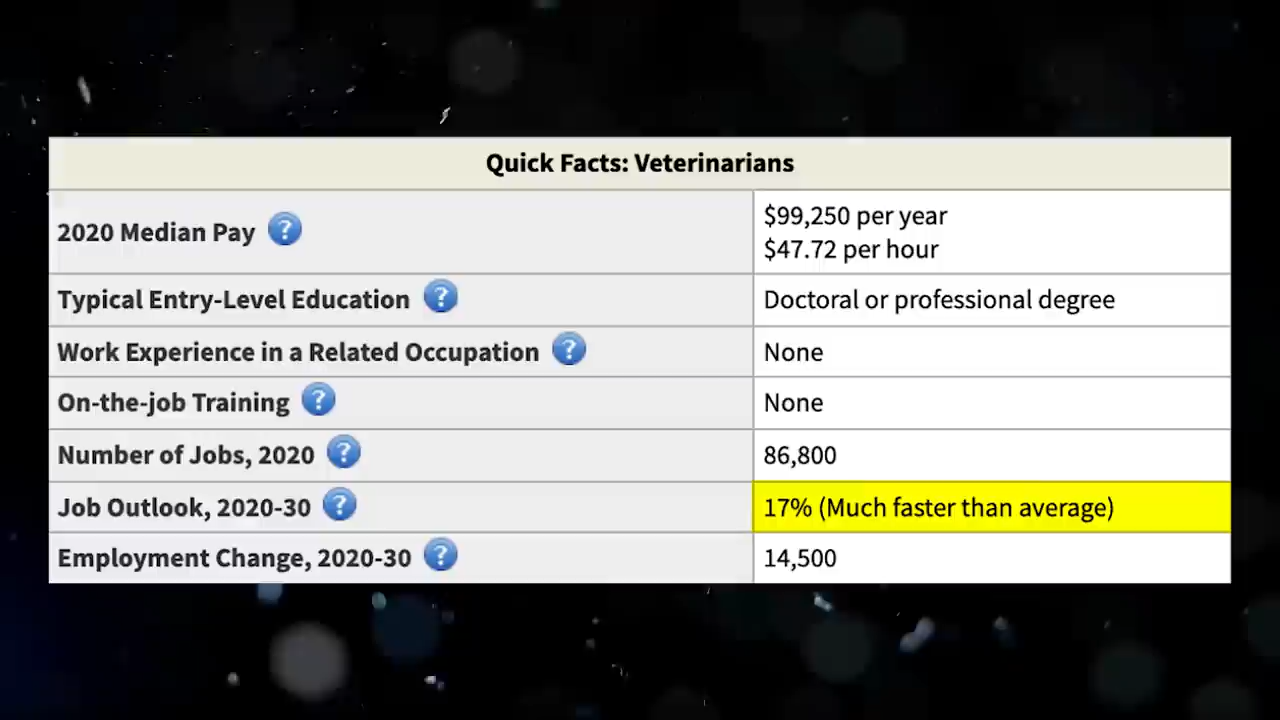 Quick Facts: Veterinarians
2020 Median Pay ?
$99,250 per year
$47.72 per hour
Typical Entry-Level Education ?
Doctoral or professional degree
Work Experience in a Related Occupation ?
None
On-the-job Training ?
None
Number of Jobs, 2020 ?
86,800
Job Outlook, 2020-30 ?
17% (Much faster than average)
Employment Change, 2020-30 ?
14,500